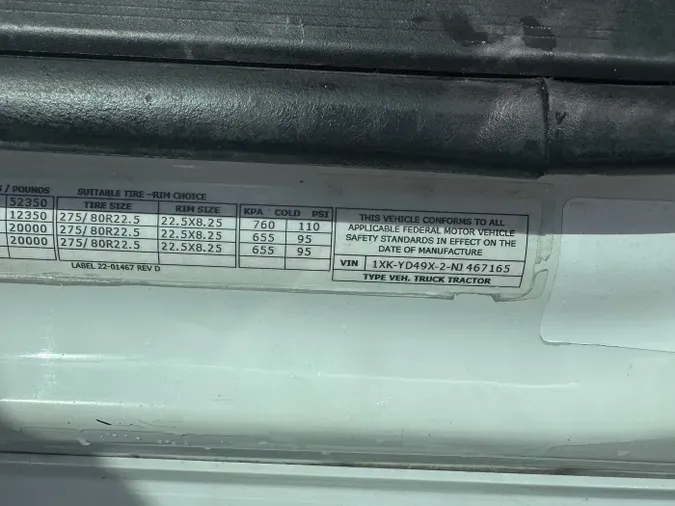 / POUNDS SUITABLE TIRE -RIM CHOICE
TIRE SIZE RIM SIZE KPA COLD PSI
52350
12350 275/80R22.5 22.5X8.25 760 110
20000 275/80R22.5 22.5X8.25 655 95
20000 275/80R22.5 22.5X8.25 655 95
LABEL 22-01467 REV D
THIS VEHICLE CONFORMS TO ALL
APPLICABLE FEDERAL MOTOR VEHICLE
SAFETY STANDARDS IN EFFECT ON THE
DATE OF MANUFACTURE
VIN 1XK-YD49X-2-NJ 467165
TYPE VEH. TRUCK TRACTOR